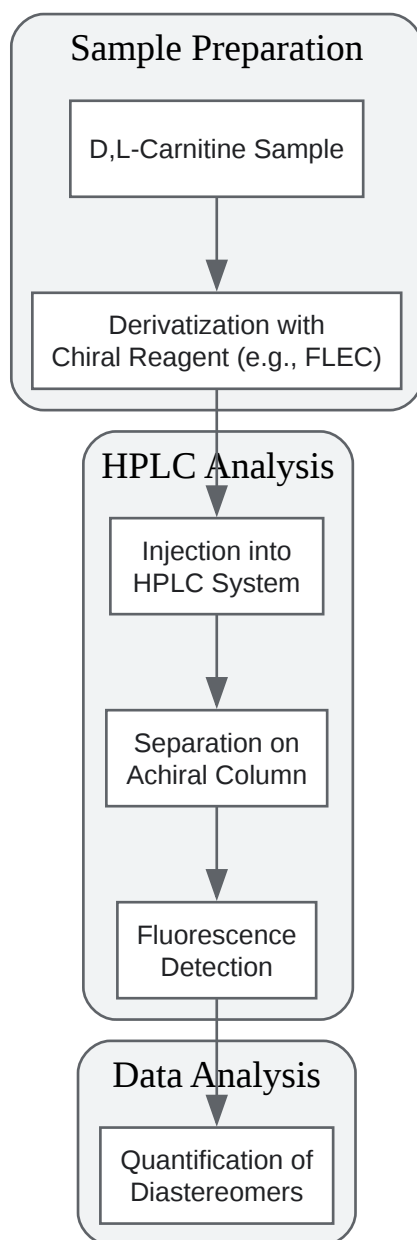 Sample Preparation
D,L-Carnitine Sample
Derivatization with
Chiral Reagent (e.g., FLEC)
HPLC Analysis
Injection into
HPLC System
Separation on
Achiral Column
Fluorescence
Detection
Data Analysis
Quantification of
Diastereomers